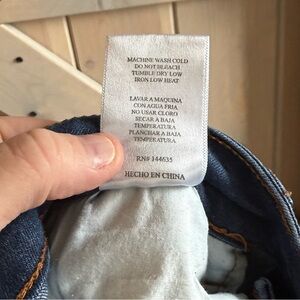 MACHINE WASH COLD
DO NOT BLEACH
TUMBLE DRY LOW
IRON LOW HEAT
LAVAR A MAQUINA
CON AGUA FRIA
NO USAR CLORO
SECAR A BAJA
TEMPERATURA
PLANCHAR A BAJA
TEMPERATURA
RN# 144635
HECHO EN CHINA